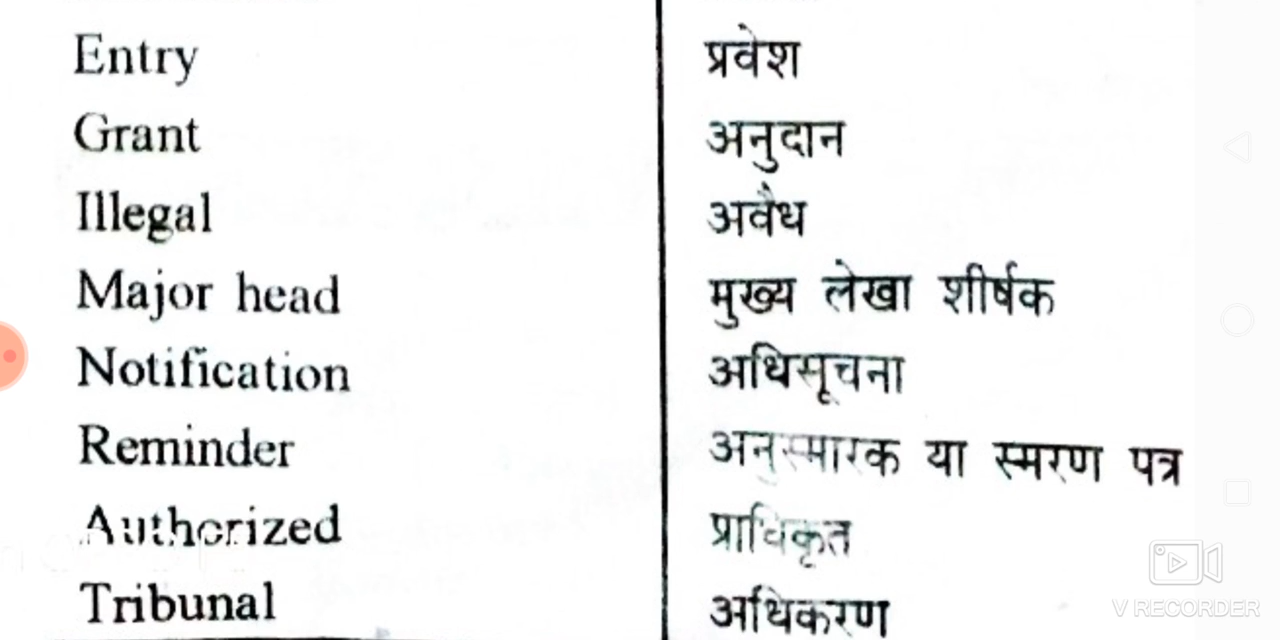 Entry प्रवेश
Grant अनुदान
Illegal अवैध
Major head मुख्य लेखा शीर्षक
Notification अधिसूचना
Reminder अनुस्मारक या स्मरण पत्र
Authorized प्राधिकृत
Tribunal अधिकरण
V RECORDER